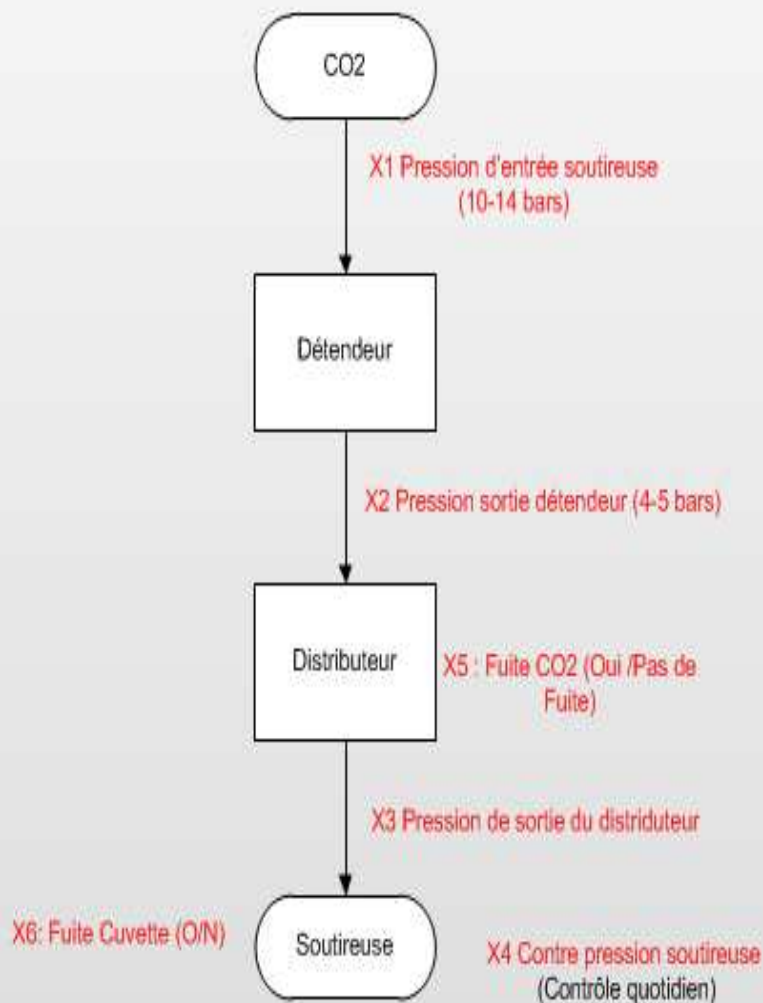 CO2
X1 Pression d'entrée soutireuse
(10-14 bars)
Détendeur
X2 Pression sortie détendeur (4-5 bars)
Distributeur
X5 : Fuite CO2 (Oui /Pas de
Fuite)
X3 Pression de sortie du distriduteur
X6: Fuite Cuvette (O/N)
Soutireuse
X4 Contre pression soutireuse
(Contrôle quotidien)